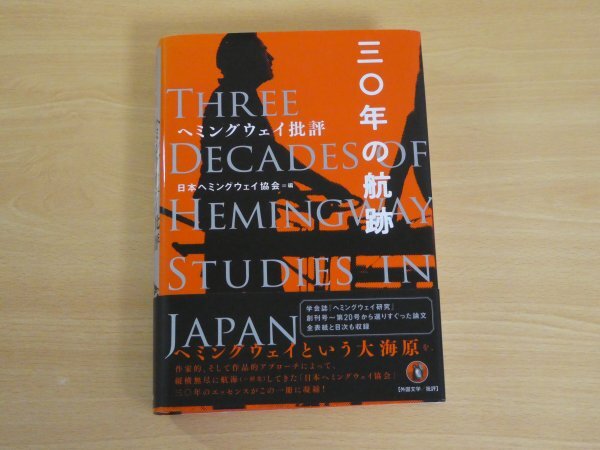 三〇年の航跡
ヘミングウェイ批評
THREE
DECADES OF
HEMINGWAY
STUDIES IN
JAPAN
日本ヘミングウェイ協会=編
学会誌『ヘミングウェイ研究』
創刊号〜第20号から選りすぐった論文
全表紙と目次も収録
ヘミングウェイという大海原を、
作家的、そして作品的アプローチによって、
してきた「日本ヘミングウェイ協会」
三〇年のエッセンスがこの一冊に凝縮!
【外国文学/批評】